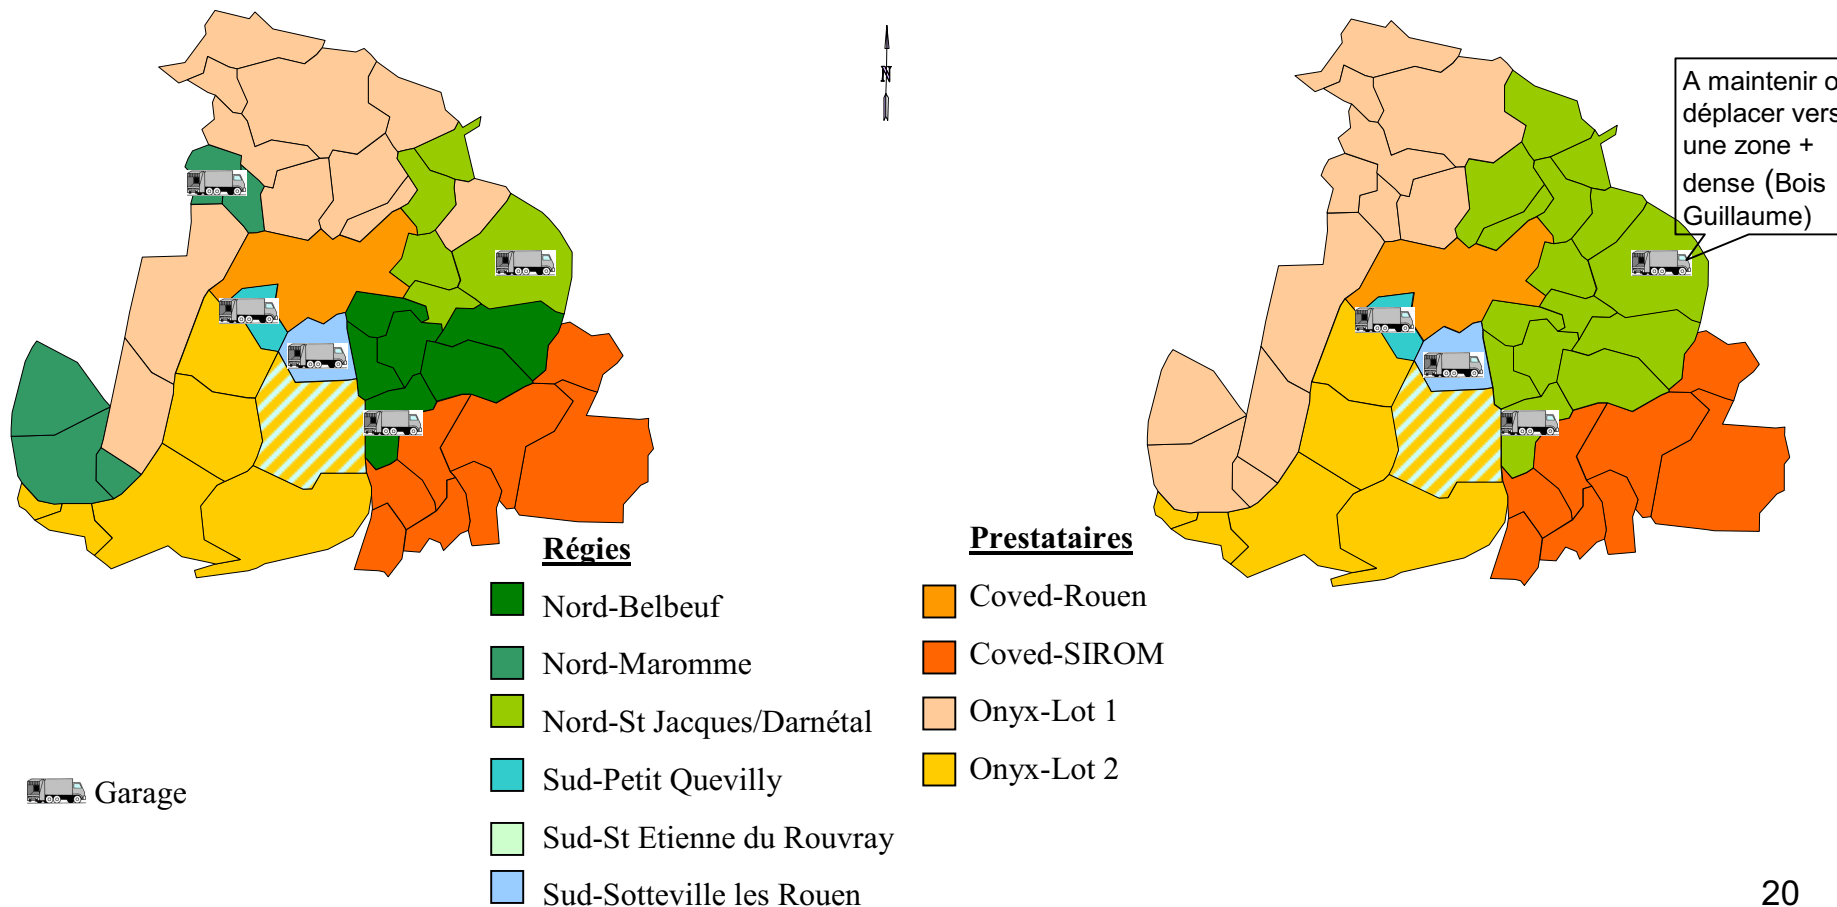 N
A maintenir o
déplacer vers
une zone +
dense (Bois
Guillaume)
Régies
Nord-Belbeuf
Nord-Maromme
Nord-St Jacques/Darnétal
Sud-Petit Quevilly
Sud-St Etienne du Rouvray
Sud-Sotteville les Rouen
Prestataires
Coved-Rouen
Coved-SIROM
Onyx-Lot 1
Onyx-Lot 2
Garage
20